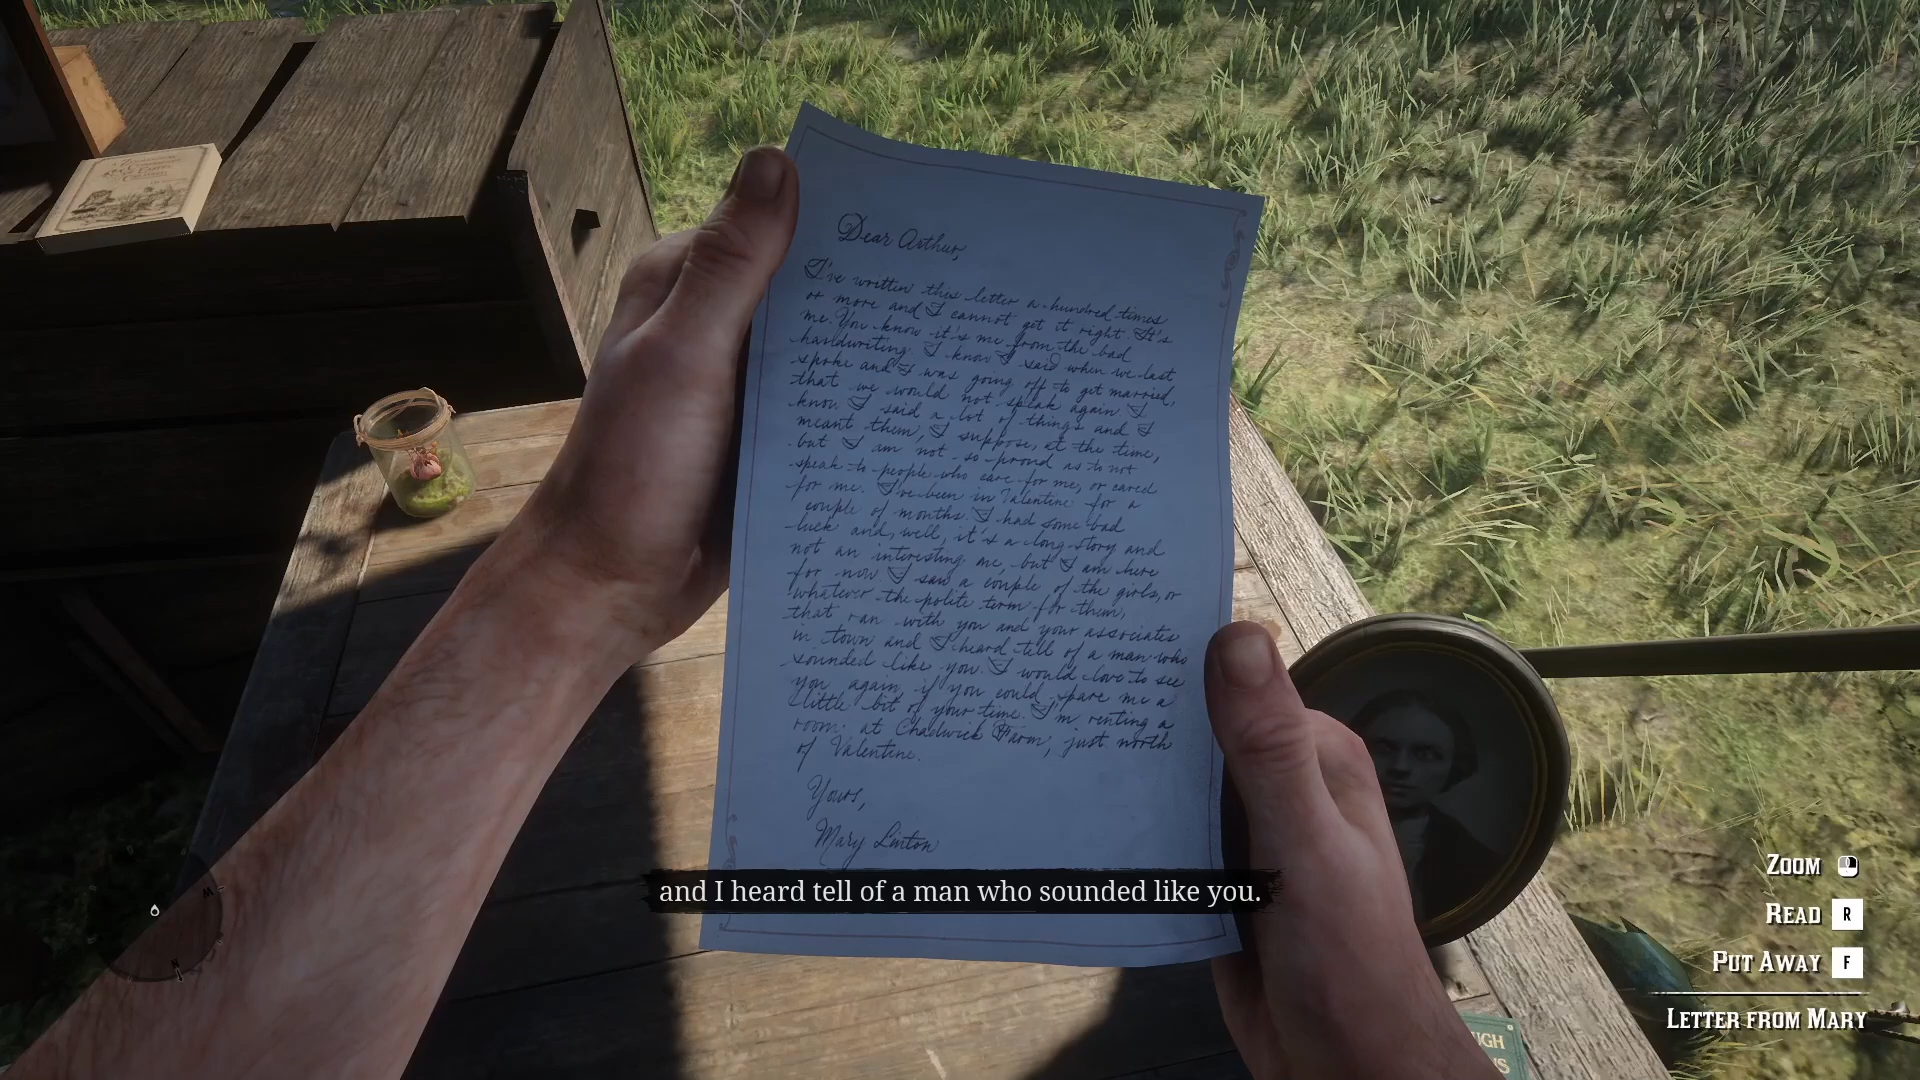 Dear Arthur,
I've written this letter a hundred times
or more and I cannot get it right. It's
me. You know it's me from the bad
handwriting. I know I said when we last
spoke and I was going off to get married,
that we would not speak again. I
know I said a lot of things and I
meant them, I suppose, at the time,
but I am not so proud as to not
speak to people who care for me, or cared
for me. I've been in Valentine for a
couple of months. I had some bad
luck and, well, it's a long story and
not an interesting one, but I am here
for now. I saw a couple of the girls, or
whatever the polite term for them,
that ran with you and your associates
in town and I heard tell of a man who
sounded like you. I would love to see
you again if you could spare me a
little bit of your time. I'm renting a
room at Chadwick Farm, just north
of Valentine.
Yours,
Mary Linton
and I heard tell of a man who sounded like you.
ZOOM
READ R
PUT AWAY F
LETTER FROM MARY
W
N